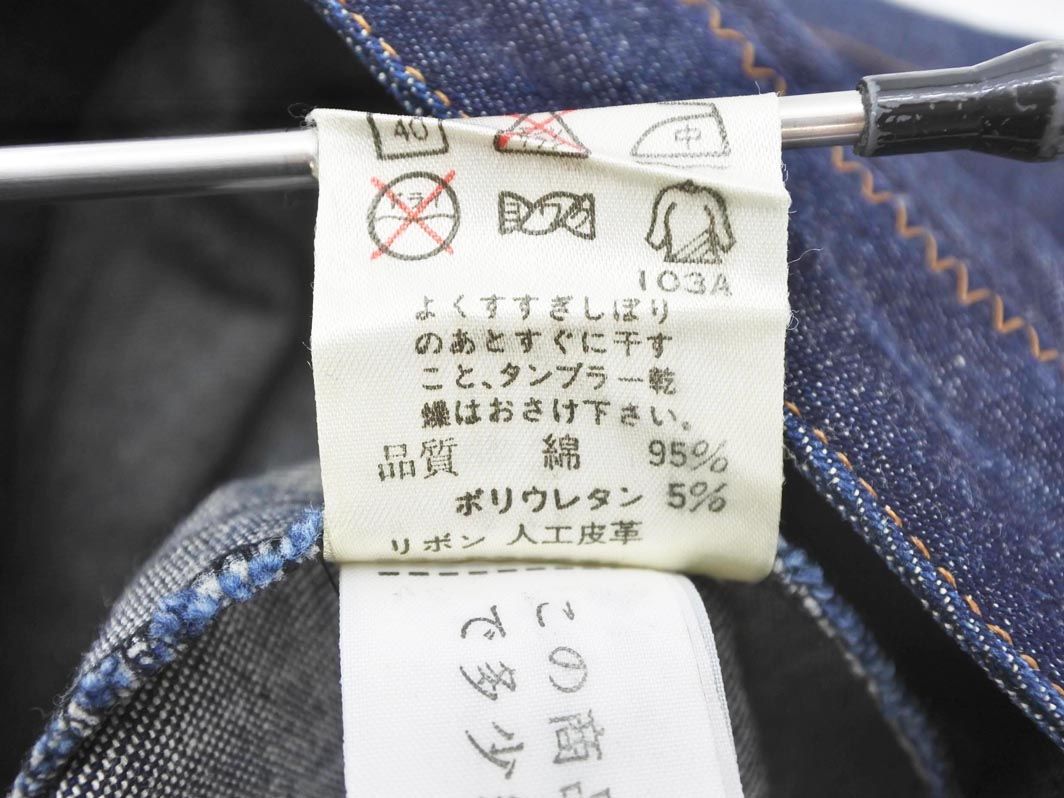 40 中
ドライ ヨワク
103A
よくすすぎしぼり
のあとすぐに干す
こと、タンブラー乾
燥はおさけ下さい。
品質 綿 95%
ポリウレタン 5%
リボン 人工皮革
この商品
で多少